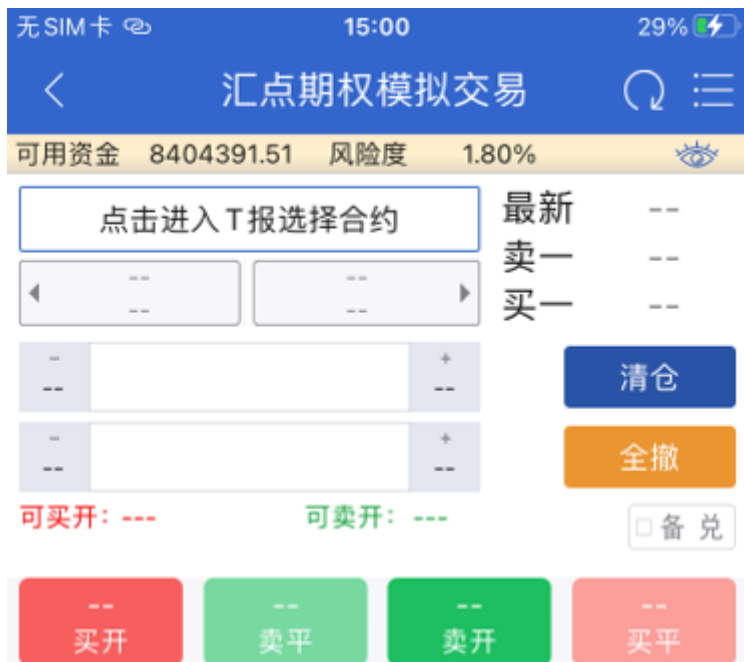 无SIM卡 15:00 29%
汇点期权模拟交易
可用资金 8404391.51 风险度 1.80%
点击进入T报选择合约
最新 --
卖一 --
买一 --
-- --
-- --
- +
-- --
清仓
- +
-- --
全撤
可买开：--- 可卖开：---
备兑
-- -- -- --
买开 卖平 卖开 买平